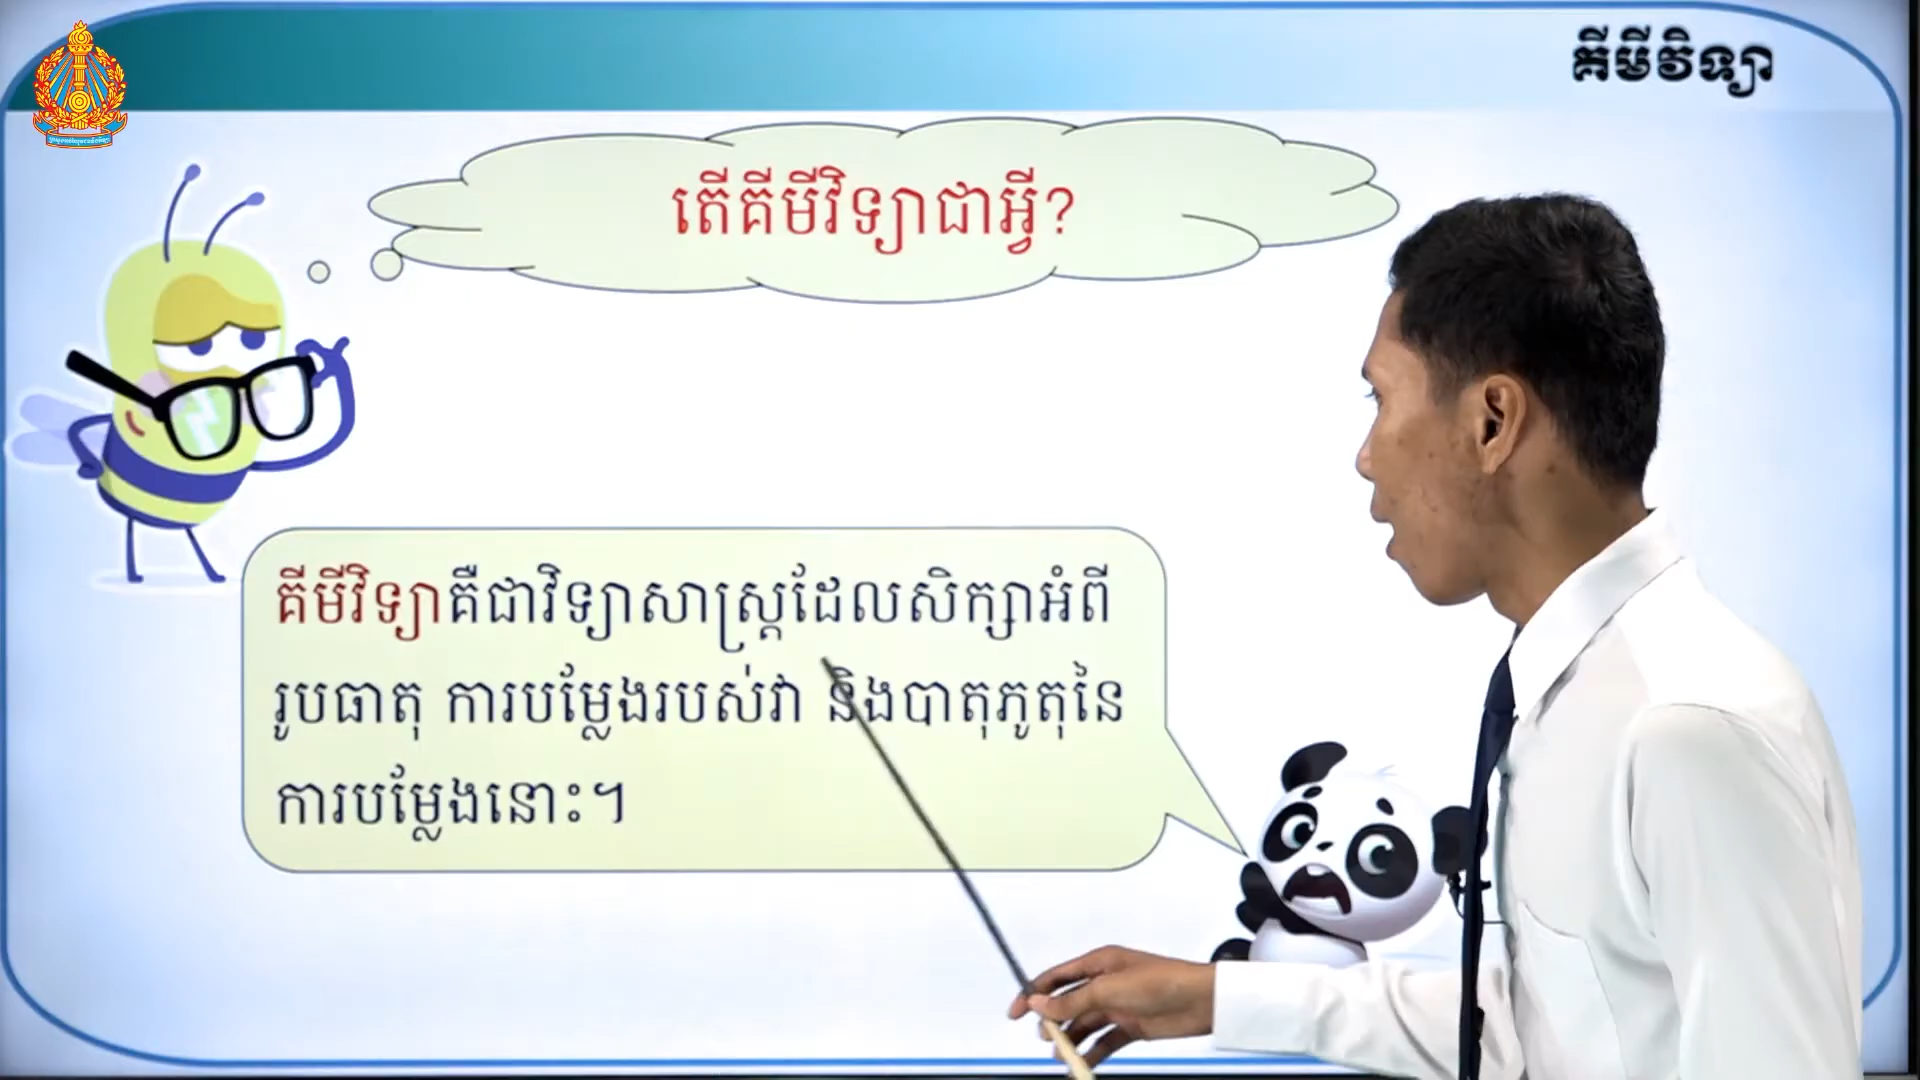 គីមីវិទ្យា
តើគីមីវិទ្យាជាអ្វី?
គីមីវិទ្យាគឺជាវិទ្យាសាស្ត្រដែលសិក្សាអំពី
រូបធាតុ ការបម្លែងរបស់វា និងបាតុភូតុនៃ
ការបម្លែងនោះ។